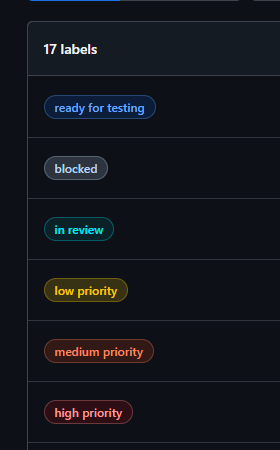 17 labels
ready for testing
blocked
in review
low priority
medium priority
high priority